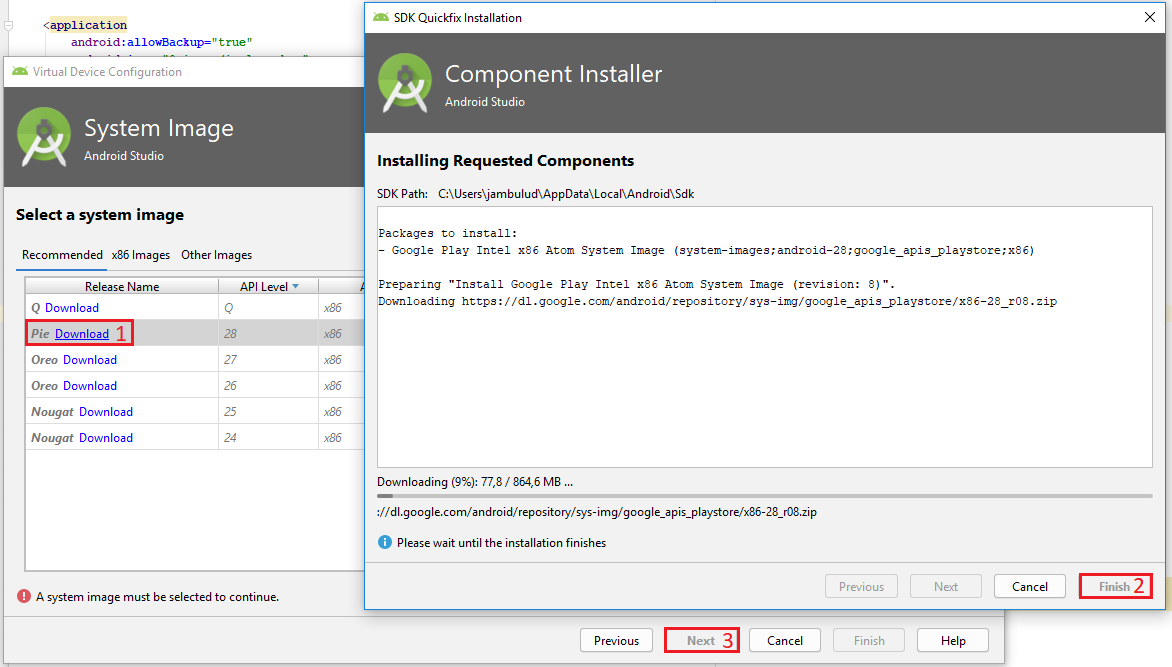 <application
android:allowBackup="true"
Virtual Device Configuration
System Image
Android Studio
Select a system image
Recommended x86 Images Other Images
Release Name API Level
Q Download Q x86
Pie Download 1 28 x86
Oreo Download 27 x86
Oreo Download 26 x86
Nougat Download 25 x86
Nougat Download 24 x86
A system image must be selected to continue.
Previous Next 3 Cancel Finish Help
SDK Quickfix Installation
Component Installer
Android Studio
Installing Requested Components
SDK Path: C:\Users\jambulud\AppData\Local\Android\Sdk
Packages to install:
- Google Play Intel x86 Atom System Image (system-images;android-28;google_apis_playstore;x86)
Preparing "Install Google Play Intel x86 Atom System Image (revision: 8)".
Downloading https://dl.google.com/android/repository/sys-img/google_apis_playstore/x86-28_r08.zip
Downloading (9%): 77,8 / 864,6 MB ...
://dl.google.com/android/repository/sys-img/google_apis_playstore/x86-28_r08.zip
Please wait until the installation finishes
Previous Next Cancel Finish 2